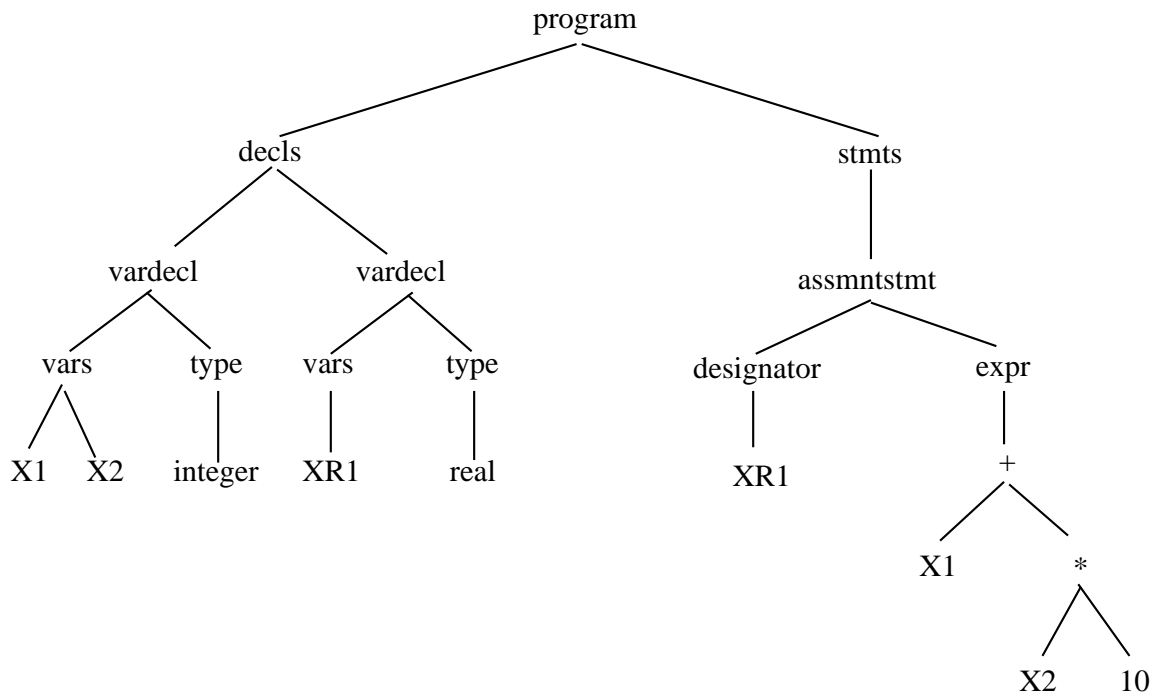 program
decls stmts
vardecl vardecl assmntstmt
vars type vars type designator expr
X1 X2 integer XR1 real XR1 +
X1 *
X2 10